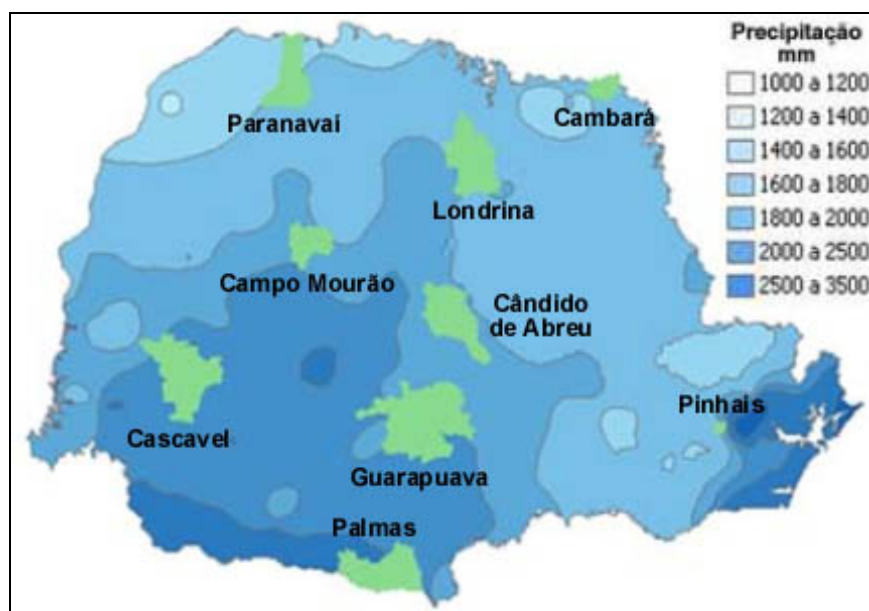 Precipitação
mm
1000 a 1200
1200 a 1400
1400 a 1600
1600 a 1800
1800 a 2000
2000 a 2500
2500 a 3500
Paranavaí
Cambará
Londrina
Campo Mourão
Cândido
de Abreu
Cascavel
Pinhais
Guarapuava
Palmas